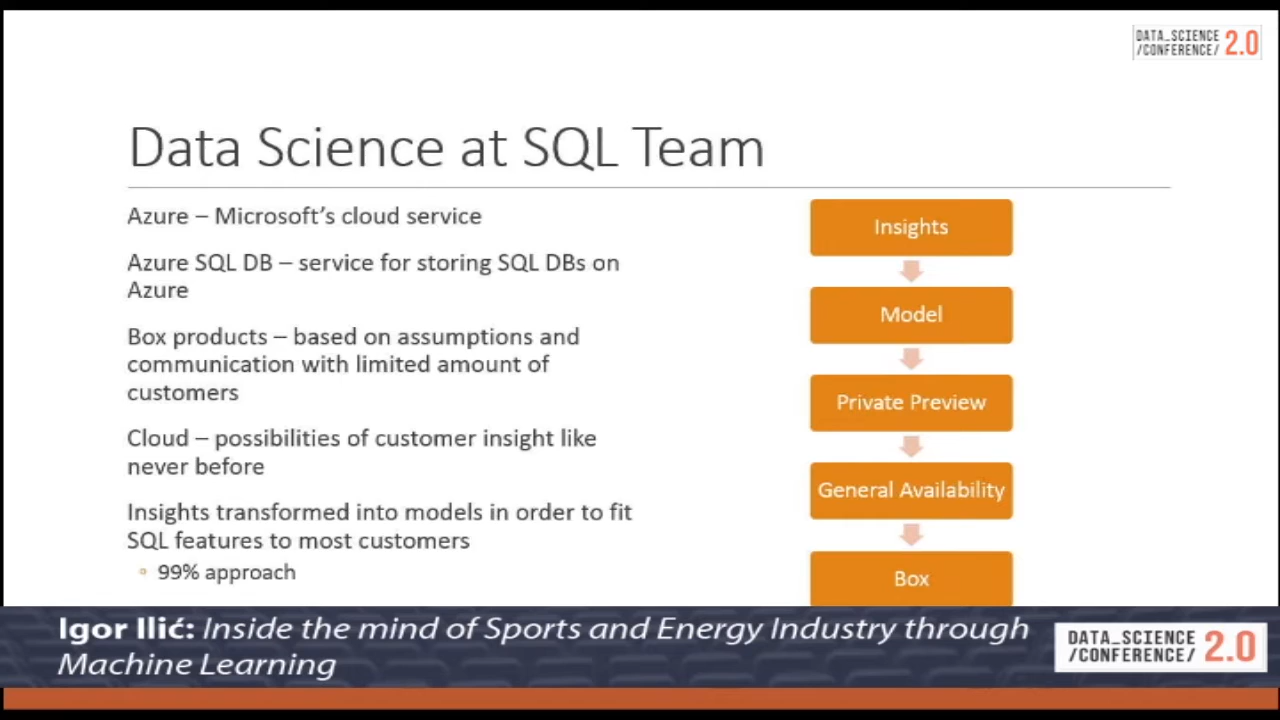 DATA_SCIENCE
/CONFERENCE/ 2.0
Data Science at SQL Team
Azure – Microsoft's cloud service
Azure SQL DB – service for storing SQL DBs on
Azure
Box products – based on assumptions and
communication with limited amount of
customers
Cloud – possibilities of customer insight like
never before
Insights transformed into models in order to fit
SQL features to most customers
99% approach
Insights
Model
Private Preview
General Availability
Box
Igor Ilić: Inside the mind of Sports and Energy Industry through
Machine Learning
DATA_SCIENCE
/CONFERENCE/ 2.0